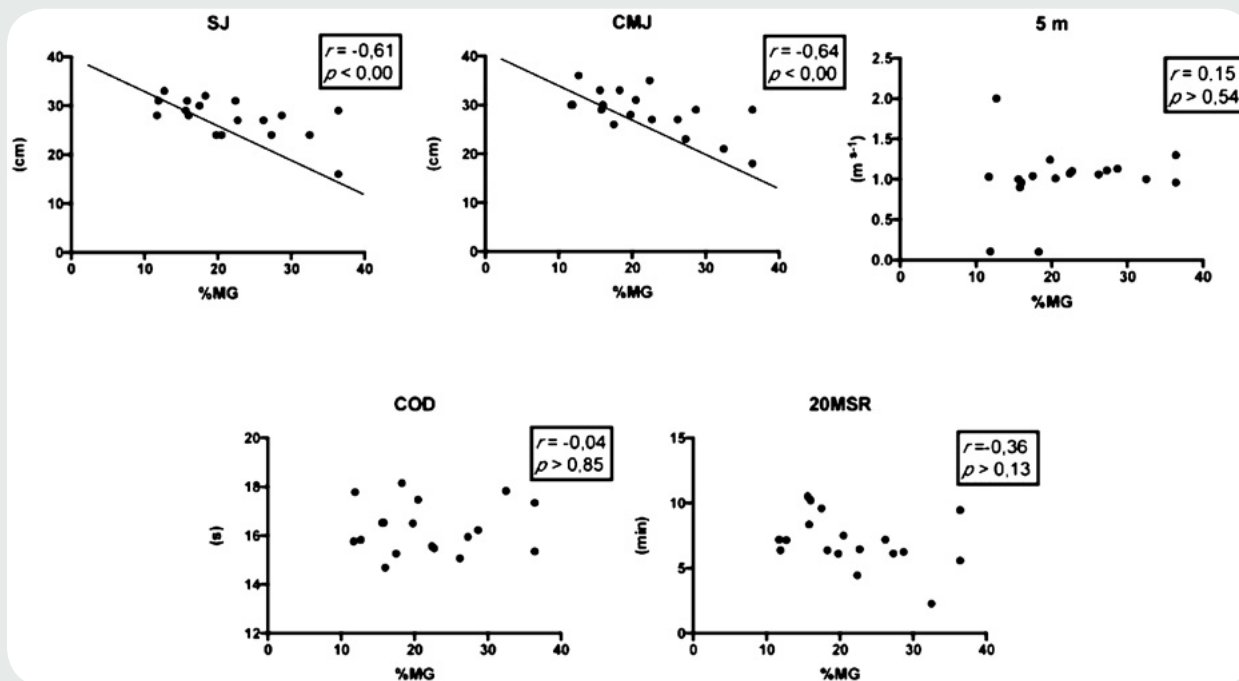 SJ
r = -0,61
p < 0,00
40
30
20
10
0
(cm)
0 10 20 30 40
%MG
CMJ
r = -0,64
p < 0,00
40
30
20
10
0
(cm)
0 10 20 30 40
%MG
5 m
r = 0.15
p > 0,54
2.5
2.0
1.5
1.0
0.5
0.0
(m s-1)
0 10 20 30 40
%MG
COD
r = -0,04
p > 0,85
20
18
16
14
12
(s)
0 10 20 30 40
%MG
20MSR
r =-0,36
p > 0,13
15
10
5
0
(min)
0 10 20 30 40
%MG